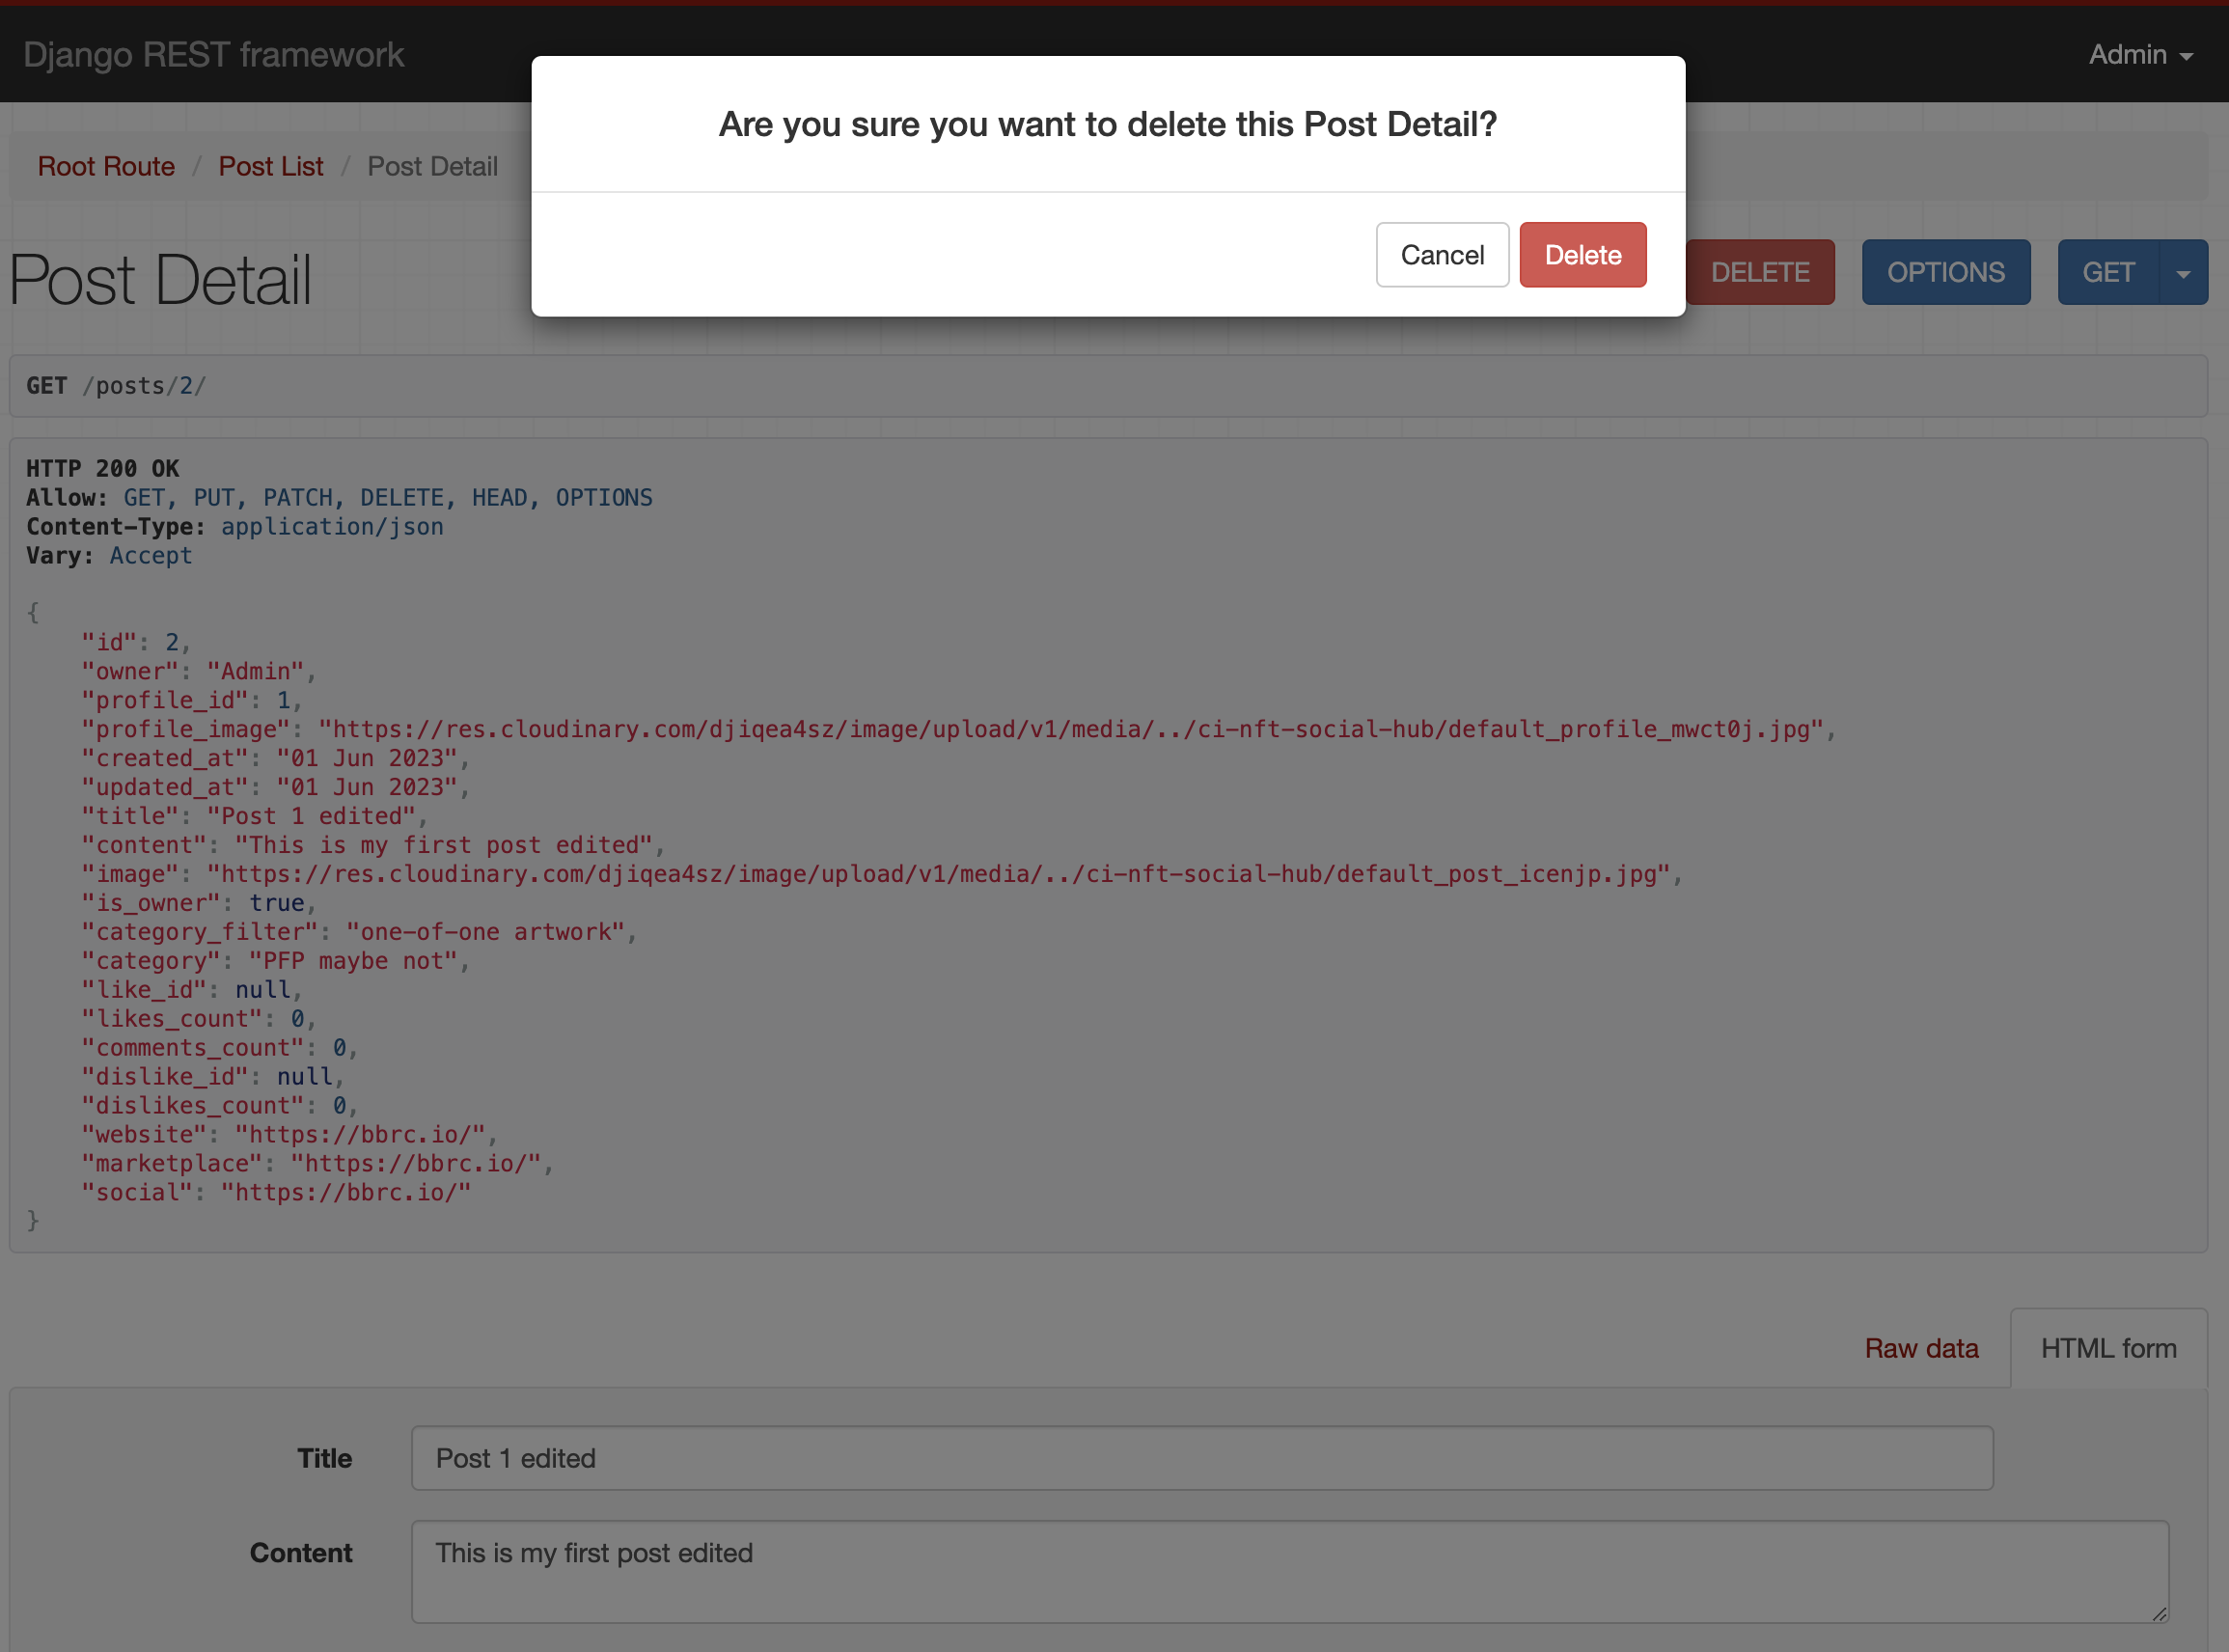 Django REST framework
Admin
Are you sure you want to delete this Post Detail?
Cancel
Delete
Root Route / Post List / Post Detail
Post Detail
DELETE
OPTIONS
GET
GET /posts/2/
HTTP 200 OK
Allow: GET, PUT, PATCH, DELETE, HEAD, OPTIONS
Content-Type: application/json
Vary: Accept
{
    "id": 2,
    "owner": "Admin",
    "profile_id": 1,
    "profile_image": "https://res.cloudinary.com/djiqea4sz/image/upload/v1/media/../ci-nft-social-hub/default_profile_mwct0j.jpg",
    "created_at": "01 Jun 2023",
    "updated_at": "01 Jun 2023",
    "title": "Post 1 edited",
    "content": "This is my first post edited",
    "image": "https://res.cloudinary.com/djiqea4sz/image/upload/v1/media/../ci-nft-social-hub/default_post_icenjp.jpg",
    "is_owner": true,
    "category_filter": "one-of-one artwork",
    "category": "PFP maybe not",
    "like_id": null,
    "likes_count": 0,
    "comments_count": 0,
    "dislike_id": null,
    "dislikes_count": 0,
    "website": "https://bbrc.io/",
    "marketplace": "https://bbrc.io/",
    "social": "https://bbrc.io/"
}
Raw data
HTML form
Title
Post 1 edited
Content
This is my first post edited